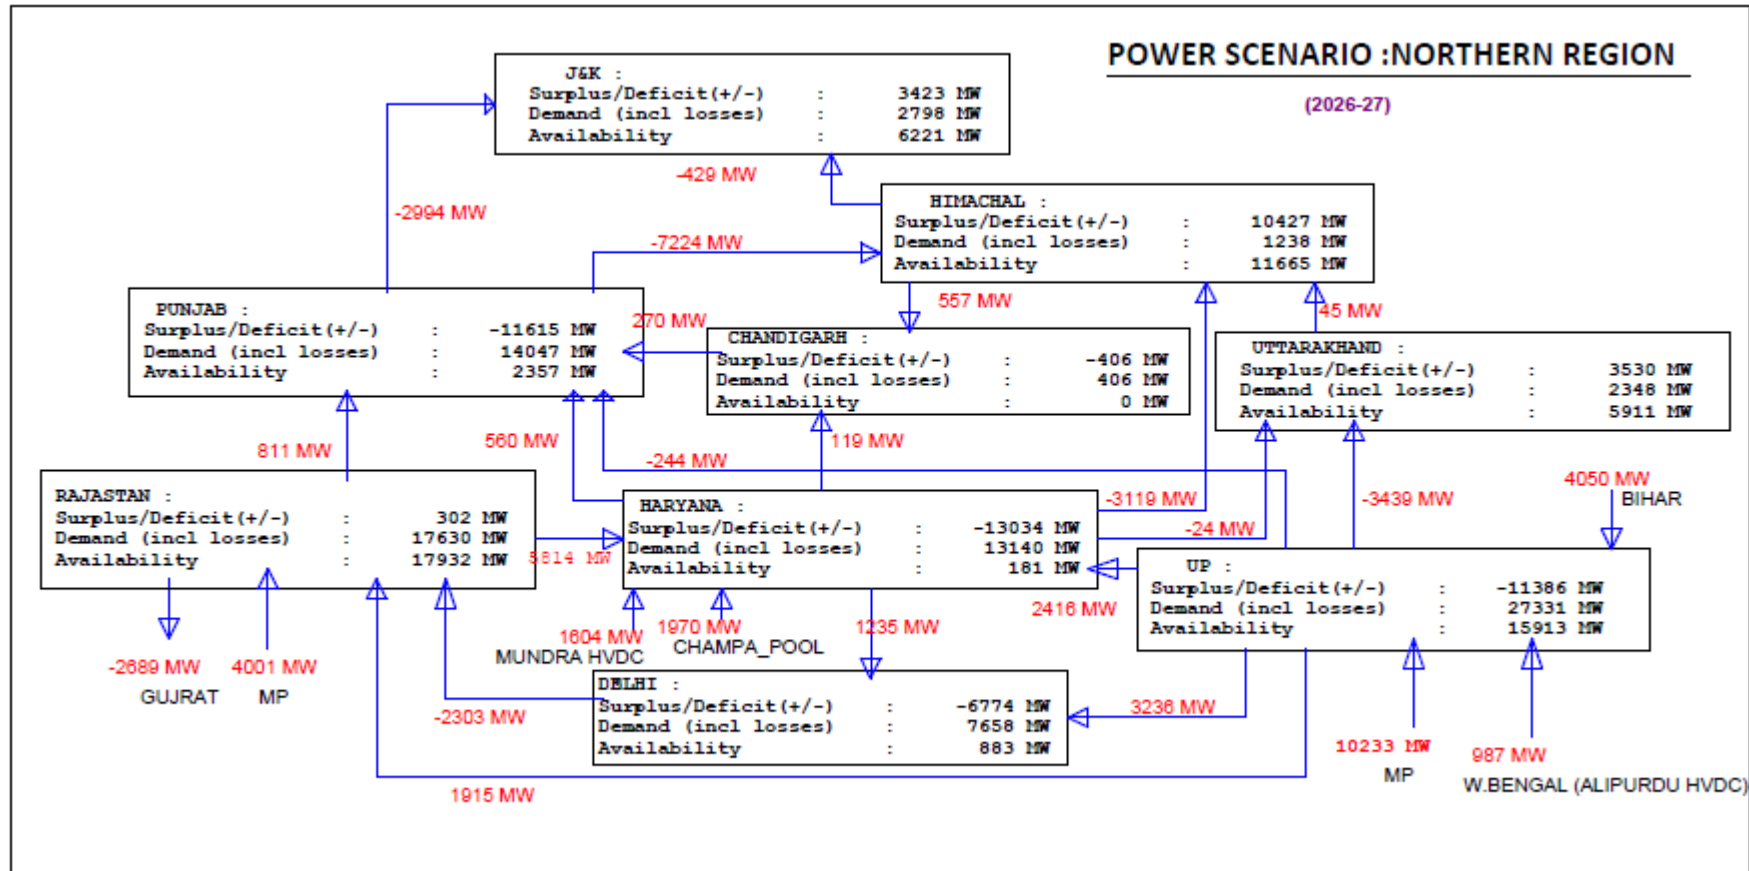 POWER SCENARIO :NORTHERN REGION
(2026-27)
J&K :
Surplus/Deficit(+/-) : 3423 MW
Demand (incl losses) : 2798 MW
Availability : 6221 MW
-429 MW
-2994 MW
HIMACHAL :
Surplus/Deficit(+/-) : 10427 MW
Demand (incl losses) : 1238 MW
Availability : 11665 MW
-7224 MW
557 MW
45 MW
PUNJAB :
Surplus/Deficit(+/-) : -11615 MW
Demand (incl losses) : 14047 MW
Availability : 2357 MW
270 MW
CHANDIGARH :
Surplus/Deficit(+/-) : -406 MW
Demand (incl losses) : 406 MW
Availability : 0 MW
UTTARAKHAND :
Surplus/Deficit(+/-) : 3530 MW
Demand (incl losses) : 2348 MW
Availability : 5911 MW
811 MW
560 MW
119 MW
-244 MW
-3119 MW
-24 MW
-3439 MW
4050 MW
BIHAR
RAJASTAN :
Surplus/Deficit(+/-) : 302 MW
Demand (incl losses) : 17630 MW
Availability : 17932 MW
5814 MW
HARYANA :
Surplus/Deficit(+/-) : -13034 MW
Demand (incl losses) : 13140 MW
Availability : 181 MW
2416 MW
UP :
Surplus/Deficit(+/-) : -11386 MW
Demand (incl losses) : 27331 MW
Availability : 15913 MW
-2689 MW
GUJRAT
4001 MW
MP
1604 MW
MUNDRA HVDC
1970 MW
CHAMPA_POOL
1235 MW
-2303 MW
DELHI :
Surplus/Deficit(+/-) : -6774 MW
Demand (incl losses) : 7658 MW
Availability : 883 MW
3236 MW
10233 MW
MP
987 MW
W.BENGAL (ALIPURDU HVDC)
1915 MW